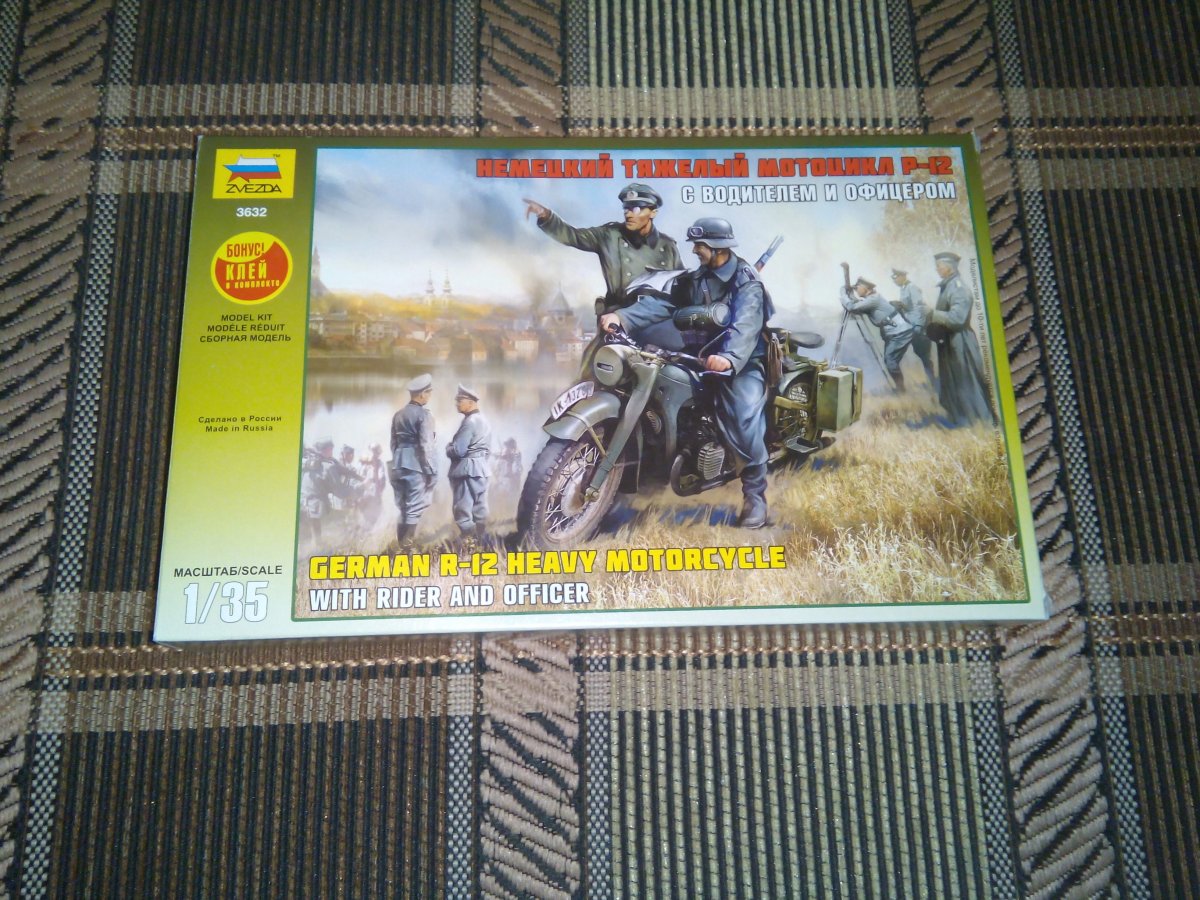 ZVEZDA
™
3632
БОНУС!
КЛЕЙ
в комплекте
MODEL KIT
MODÈLE RÉDUIT
СБОРНАЯ МОДЕЛЬ
Сделано в России
Made in Russia
МАСШТАБ/SCALE
1/35
НЕМЕЦКИЙ ТЯЖЕЛЫЙ МОТОЦИКЛ Р-12
С ВОДИТЕЛЕМ И ОФИЦЕРОМ
GERMAN R-12 HEAVY MOTORCYCLE
WITH RIDER AND OFFICER